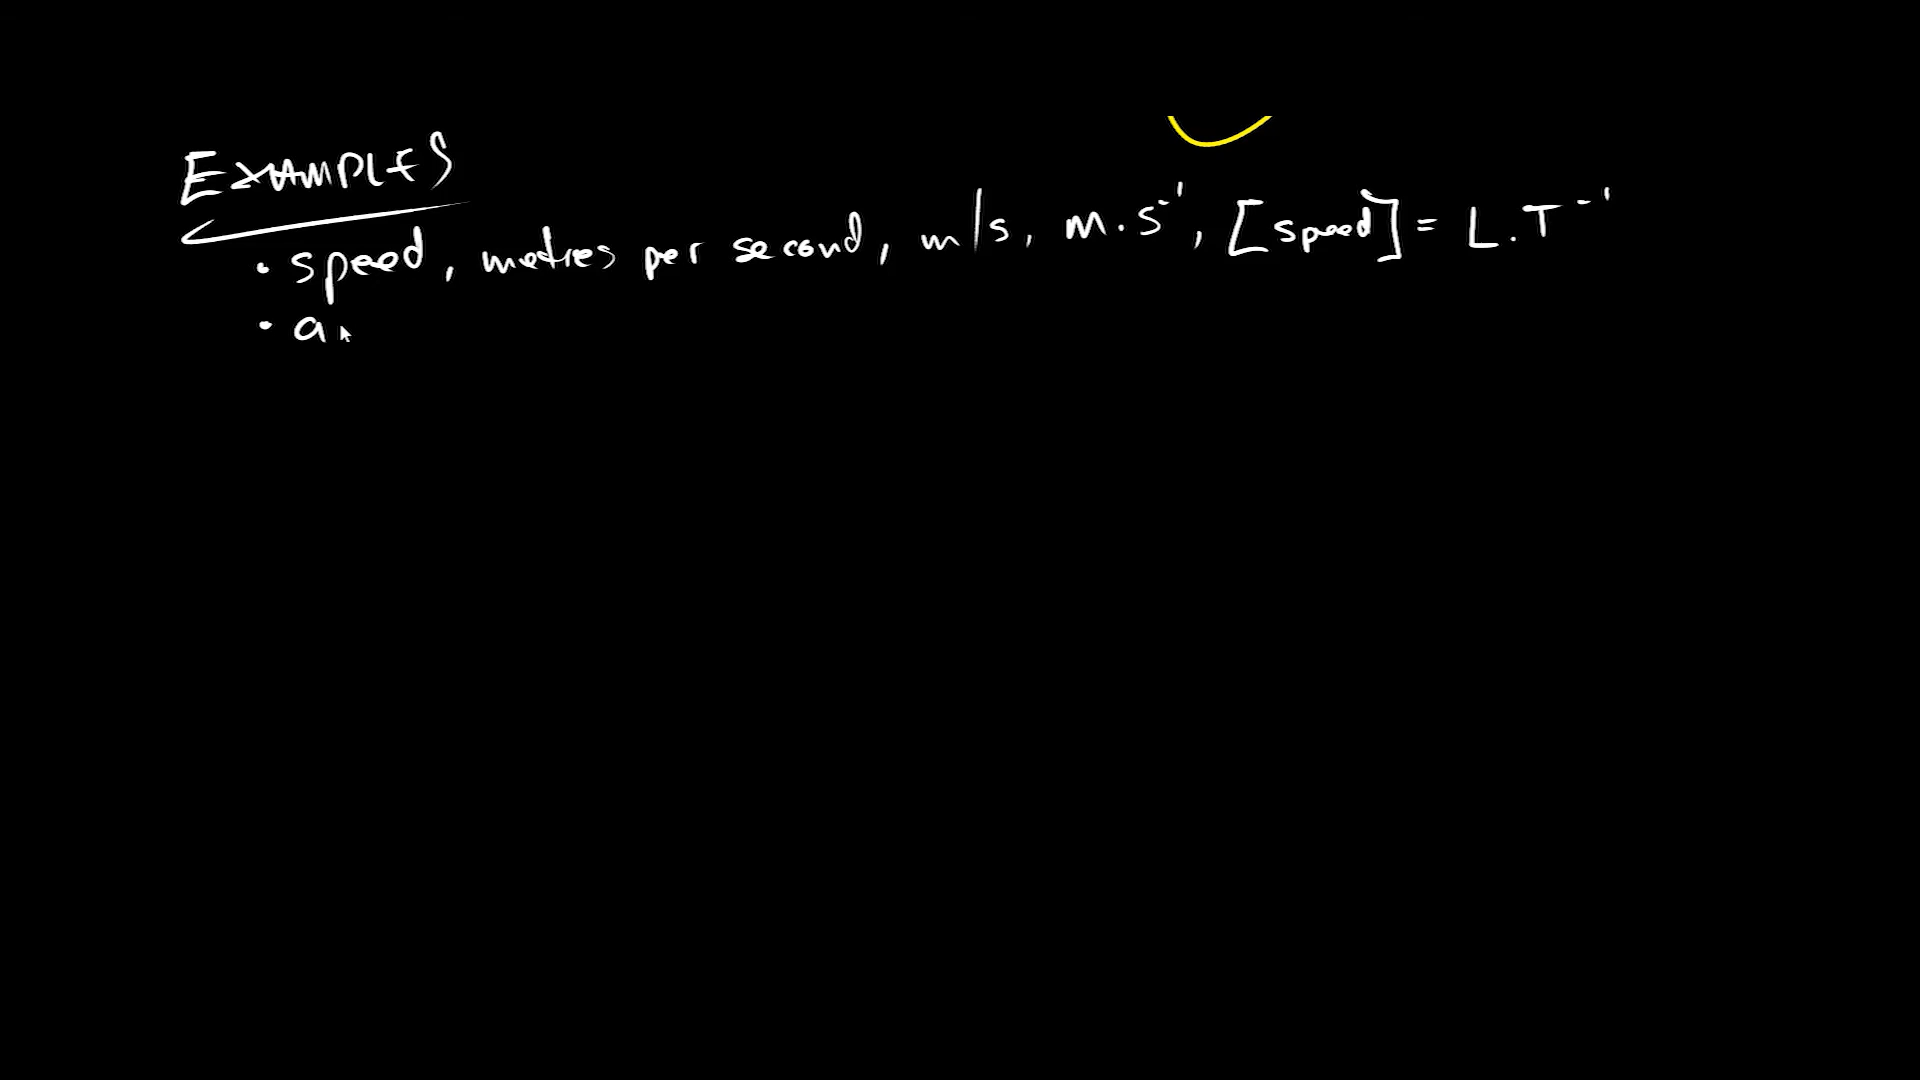 EXAMPLES
• speed, metres per second, m/s, m.s⁻¹, [speed] = L.T⁻¹
• a